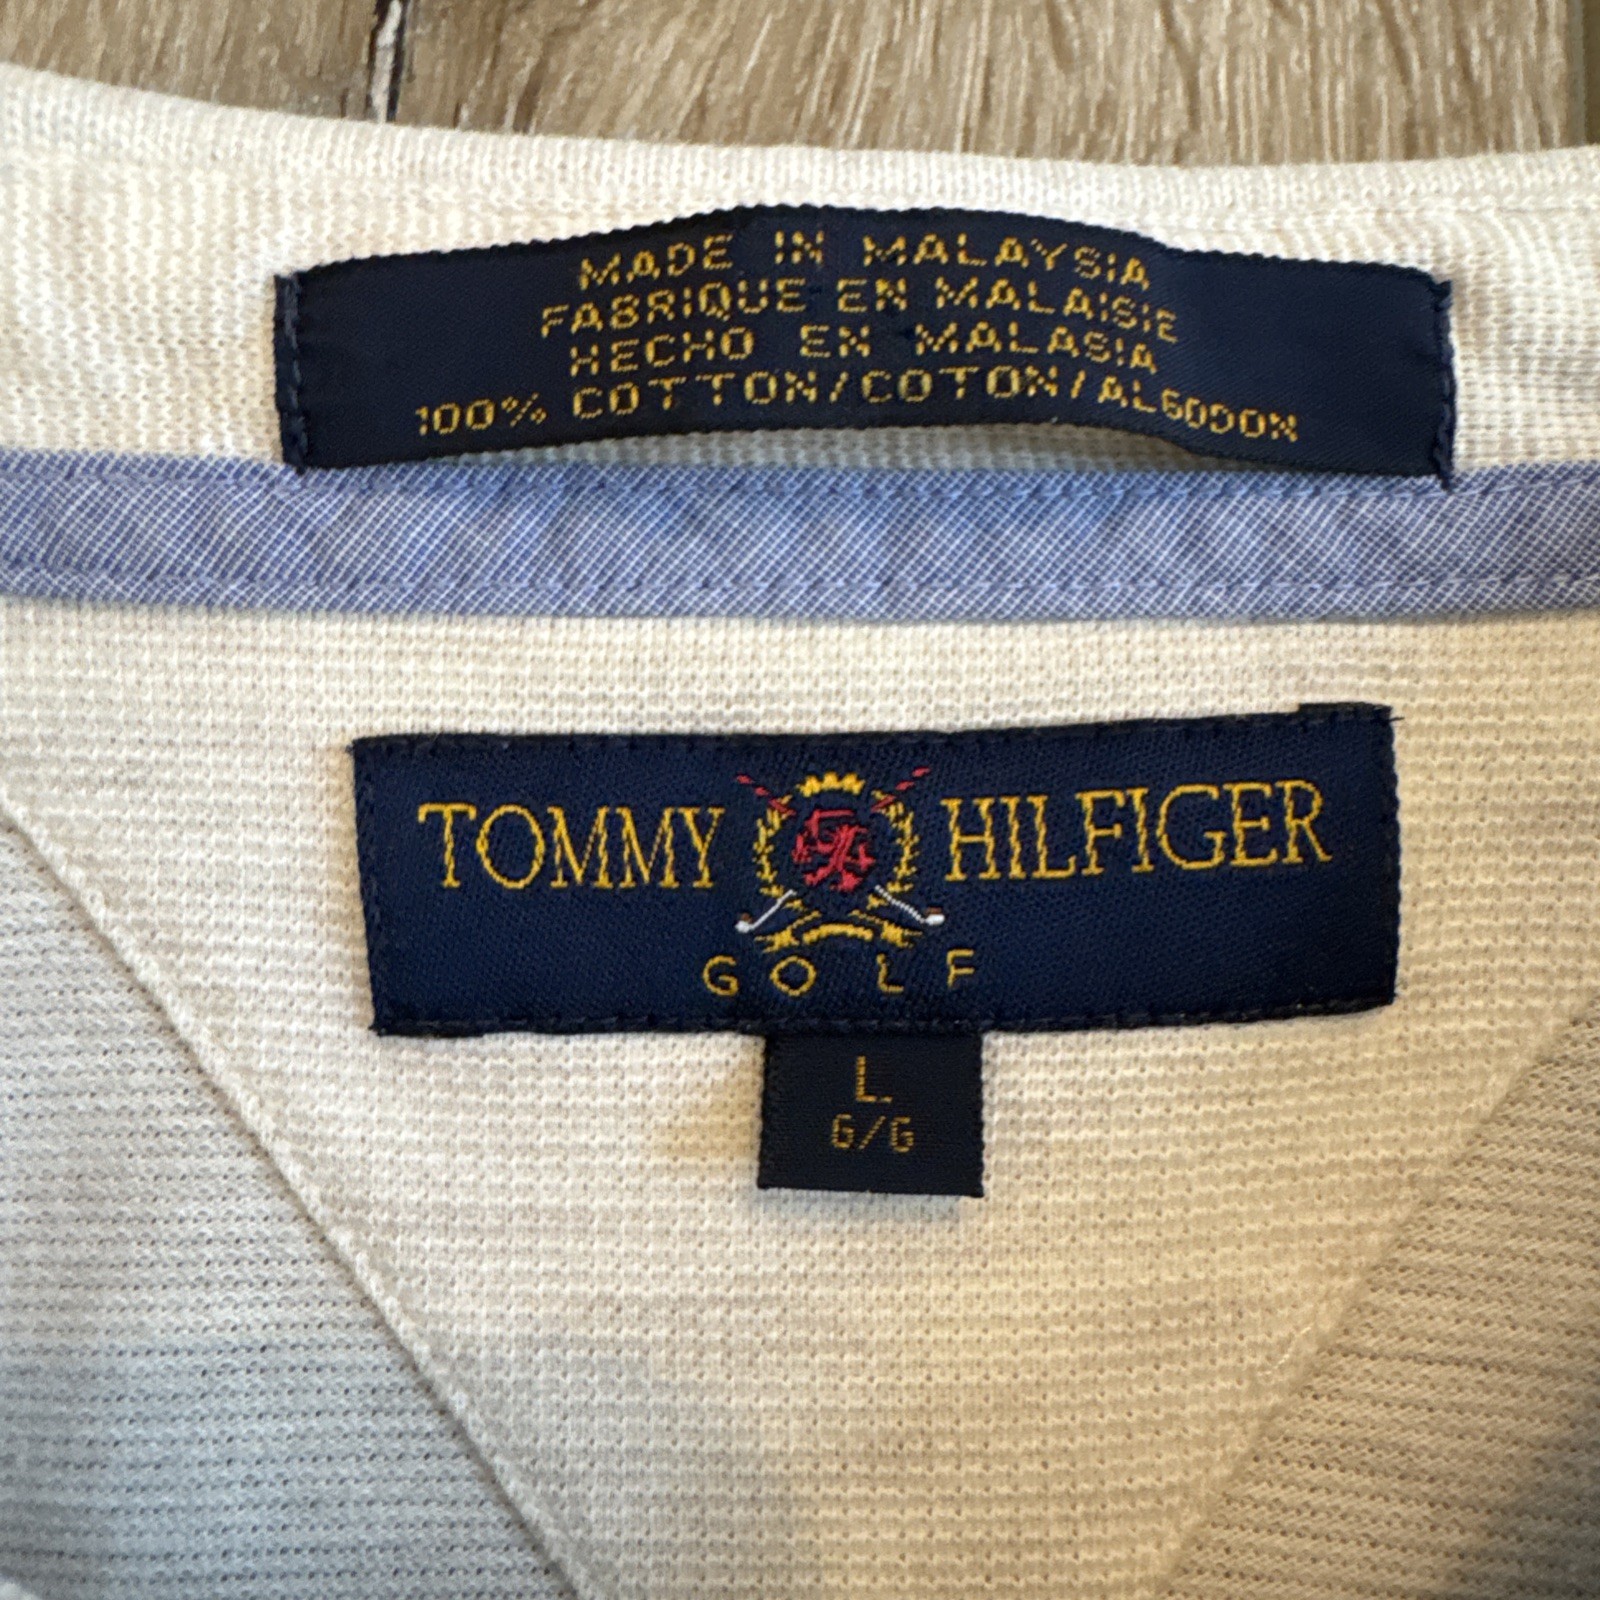 MADE IN MALAYSIA
FABRIQUE EN MALAISIE
HECHO EN MALASIA
100% COTTON/COTON/ALGODON
TOMMY HILFIGER
GOLF
L
G/G